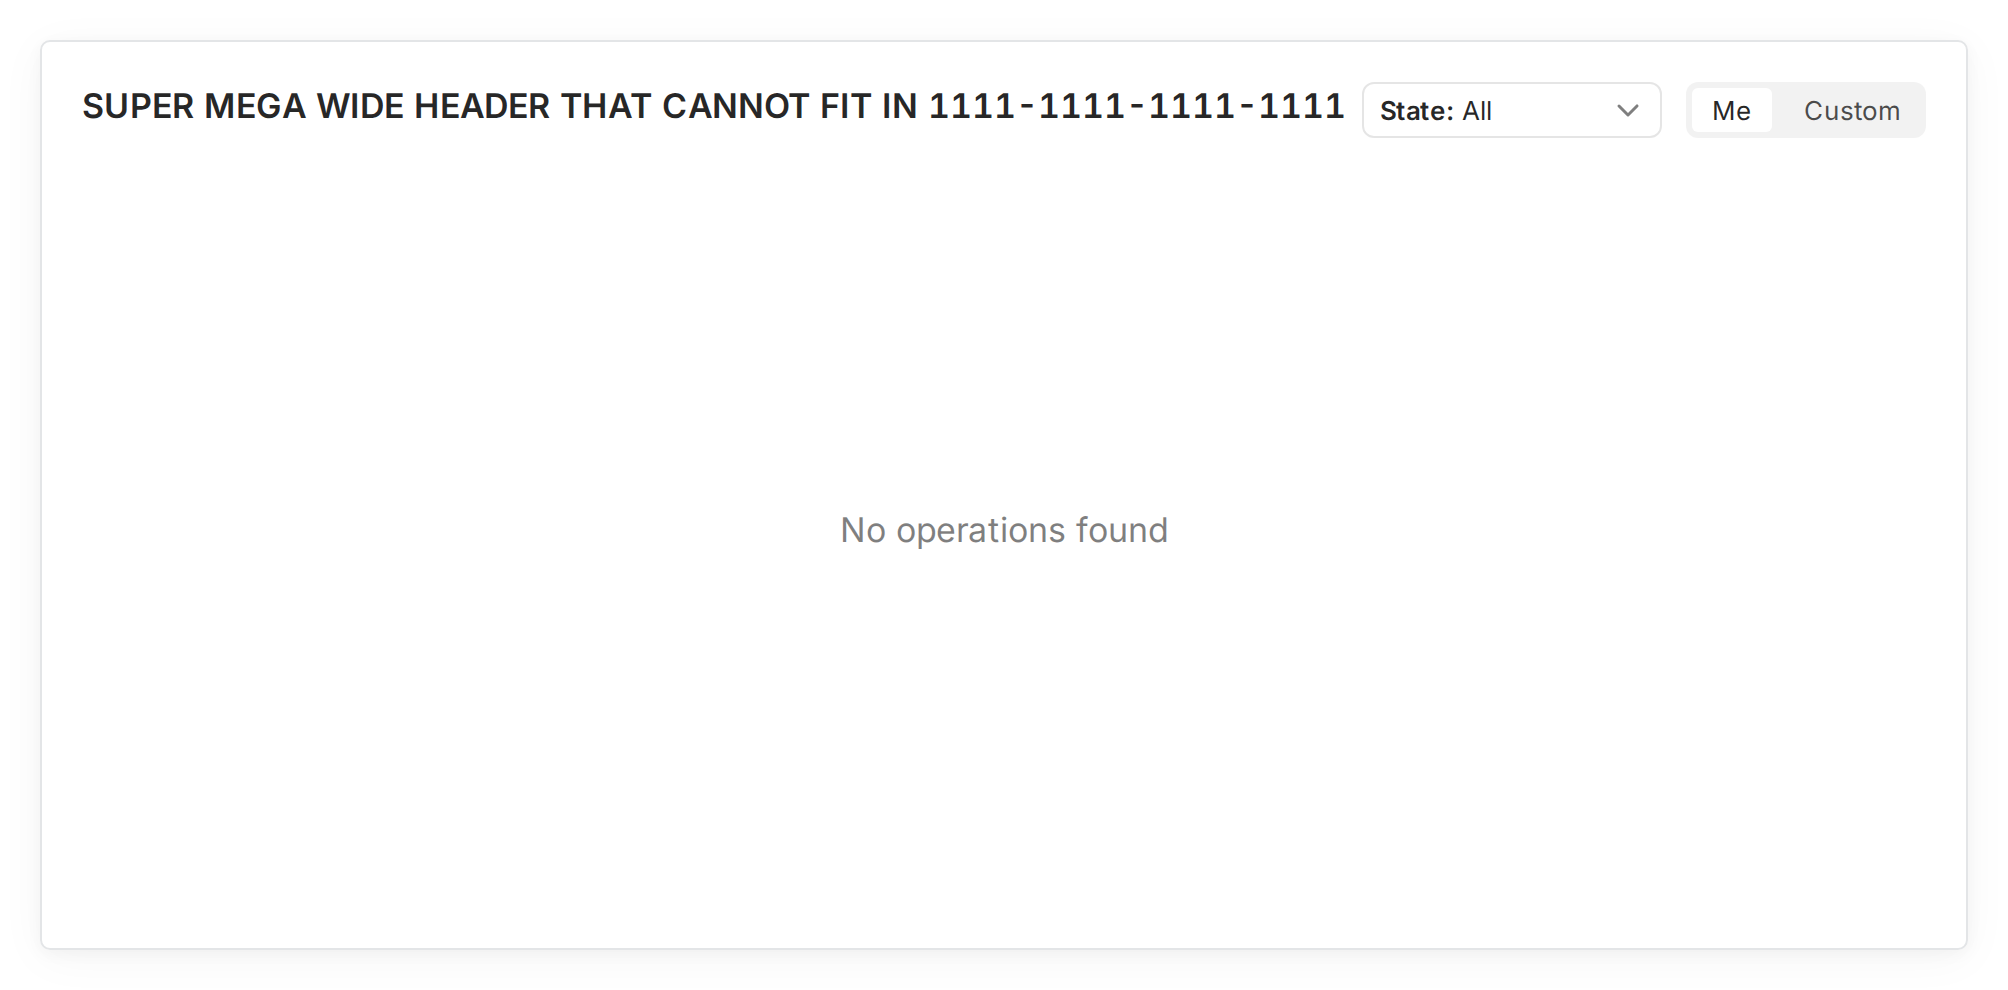 SUPER MEGA WIDE HEADER THAT CANNOT FIT IN 1111-1111-1111-1111 State: All Me Custom
No operations found